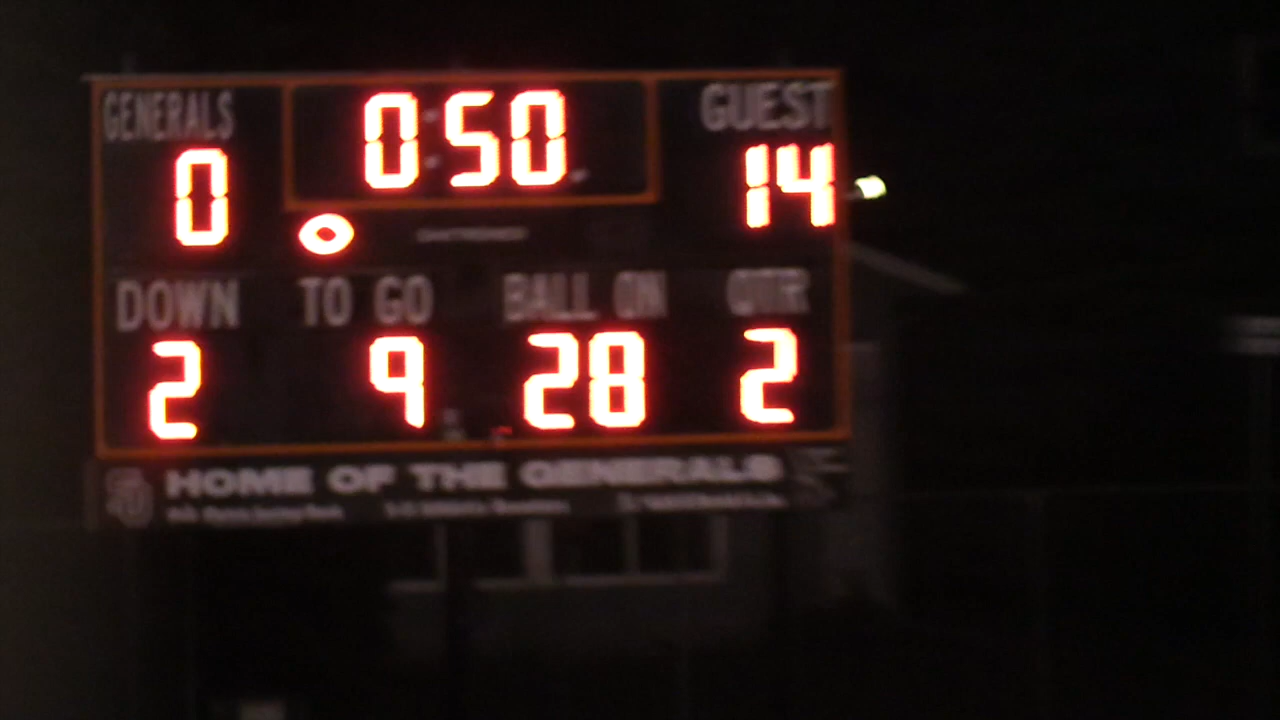 GENERALS 0:50 GUEST
0 14
DOWN TO GO BALL ON QTR
2 9 28 2
HOME OF THE GENERALS